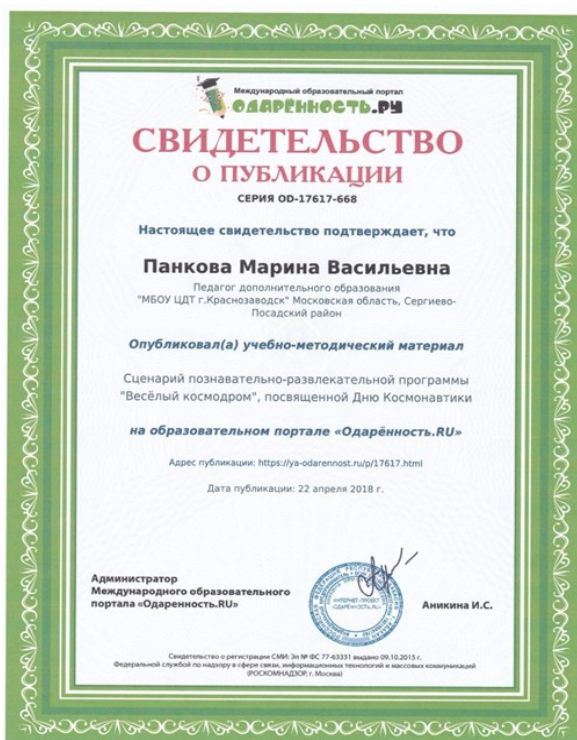 Международный образовательный портал
ОДАРЁННОСТЬ.РУ
СВИДЕТЕЛЬСТВО
О ПУБЛИКАЦИИ
СЕРИЯ OD-17617-668
Настоящее свидетельство подтверждает, что
Панкова Марина Васильевна
Педагог дополнительного образования
"МБОУ ЦДТ г.Краснозаводск" Московская область, Сергиево-
Посадский район
Опубликовал(а) учебно-методический материал
Сценарий познавательно-развлекательной программы
"Весёлый космодром", посвященной Дню Космонавтики
на образовательном портале «Одарённость.RU»
Адрес публикации: https://ya-odarennost.ru/p/17617.html
Дата публикации: 22 апреля 2018 г.
Администратор
Международного образовательного
портала «Одаренность.RU»
ИНТЕРНЕТ-ПРОЕКТ
«ОДАРЁННОСТЬ.RU»
Аникина И.С.
Свидетельство о регистрации СМИ: Эл № ФС 77-63331 выдано 09.10.2015 г.
Федеральной службой по надзору в сфере связи, информационных технологий и массовых коммуникаций
(РОСКОМНАДЗОР, г. Москва)